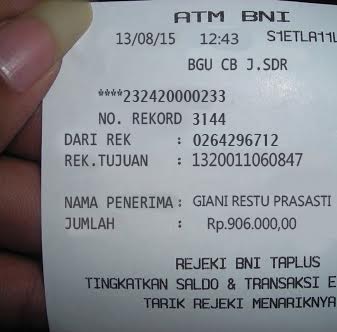 ATM BNI
13/08/15 12:43 S1ETLA11L
BGU CB J.SDR
****232420000233
NO. REKORD 3144
DARI REK : 0264296712
REK.TUJUAN : 1320011060847
NAMA PENERIMA : GIANI RESTU PRASASTI
JUMLAH : Rp.906.000,00
REJEKI BNI TAPLUS
TINGKATKAN SALDO & TRANSAKSI E
TARIK REJEKI MENARIKNYA